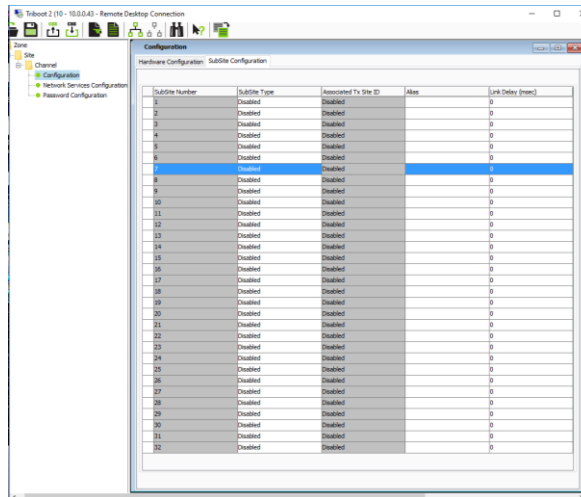 Triboot 2 (10 - 10.0.0.43 - Remote Desktop Connection
Zone
Site
Channel
Configuration
Network Services Configuration
Password Configuration
Configuration
Hardware Configuration SubSite Configuration
SubSite Number SubSite Type Associated Tx Site ID Alias Link Delay (msec)
1 Disabled Disabled 0
2 Disabled Disabled 0
3 Disabled Disabled 0
4 Disabled Disabled 0
5 Disabled Disabled 0
6 Disabled Disabled 0
7 Disabled Disabled 0
8 Disabled Disabled 0
9 Disabled Disabled 0
10 Disabled Disabled 0
11 Disabled Disabled 0
12 Disabled Disabled 0
13 Disabled Disabled 0
14 Disabled Disabled 0
15 Disabled Disabled 0
16 Disabled Disabled 0
17 Disabled Disabled 0
18 Disabled Disabled 0
19 Disabled Disabled 0
20 Disabled Disabled 0
21 Disabled Disabled 0
22 Disabled Disabled 0
23 Disabled Disabled 0
24 Disabled Disabled 0
25 Disabled Disabled 0
26 Disabled Disabled 0
27 Disabled Disabled 0
28 Disabled Disabled 0
29 Disabled Disabled 0
30 Disabled Disabled 0
31 Disabled Disabled 0
32 Disabled Disabled 0